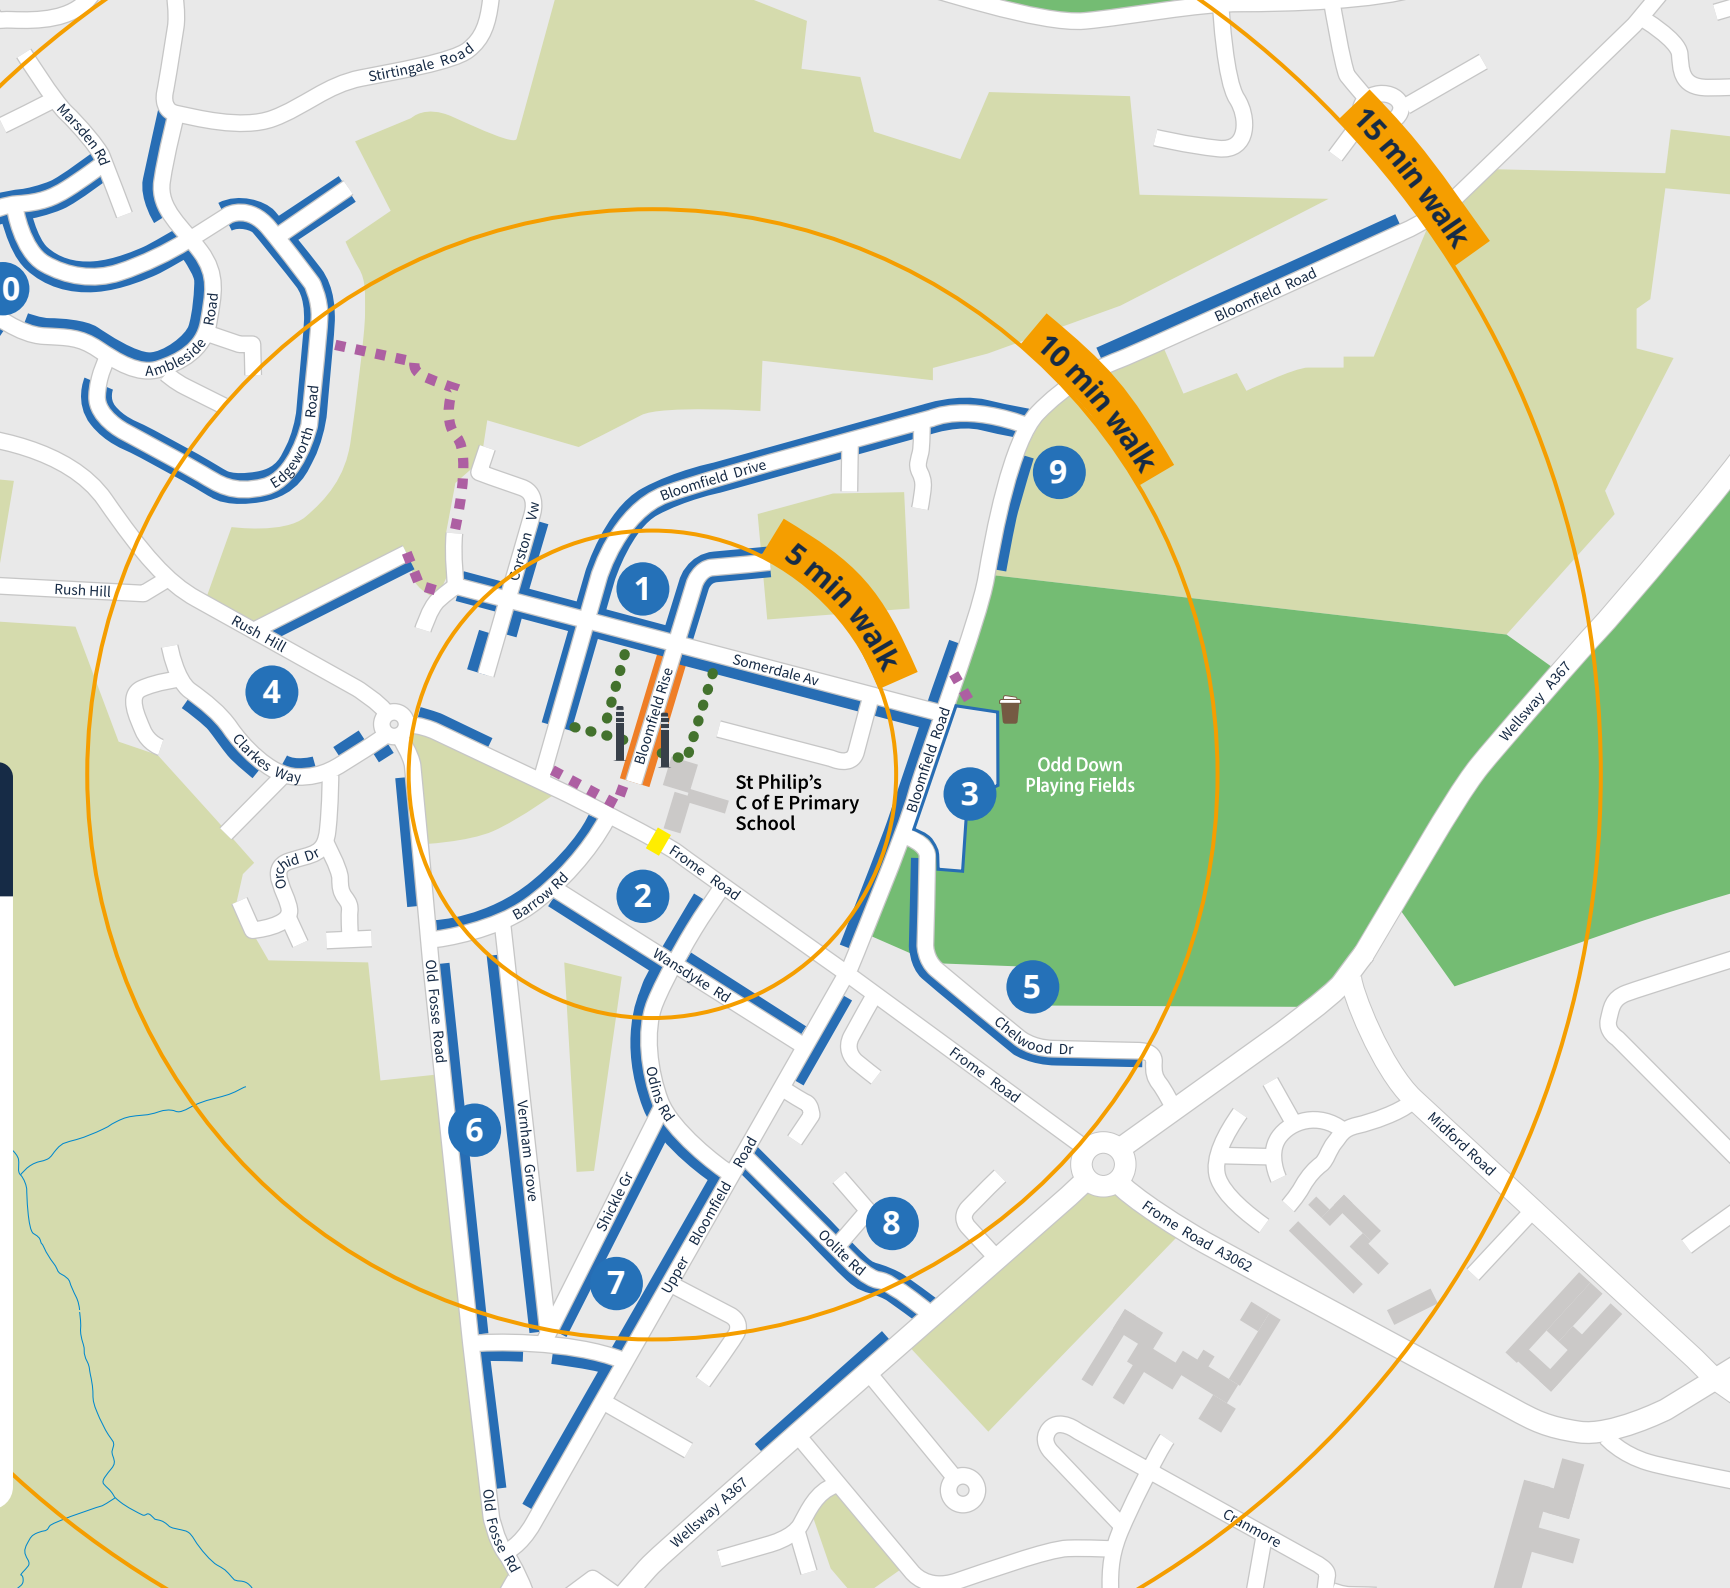 Stirtingale Road
Marsden Rd
15 min walk
Bloomfield Road
0
Ambleside Road
10 min walk
Edgeworth Road
Bloomfield Drive
9
Corston Vw
1
5 min walk
Rush Hill
Rush Hill
Somerdale Av
4
Bloomfield Rise
Bloomfield Road
Wellsway A367
Clarkes Way
St Philip's
C of E Primary
School
3
Odd Down
Playing Fields
Orchid Dr
Barrow Rd
2
Frome Road
Wansdyke Rd
Old Fosse Road
5
Chelwood Dr
Frome Road
Odins Rd
6
Vernham Grove
Midford Road
Shickle Gr
Upper Bloomfield Road
8
Oolite Rd
Frome Road A3062
7
Wellsway A367
Old Fosse Rd
Cranmore